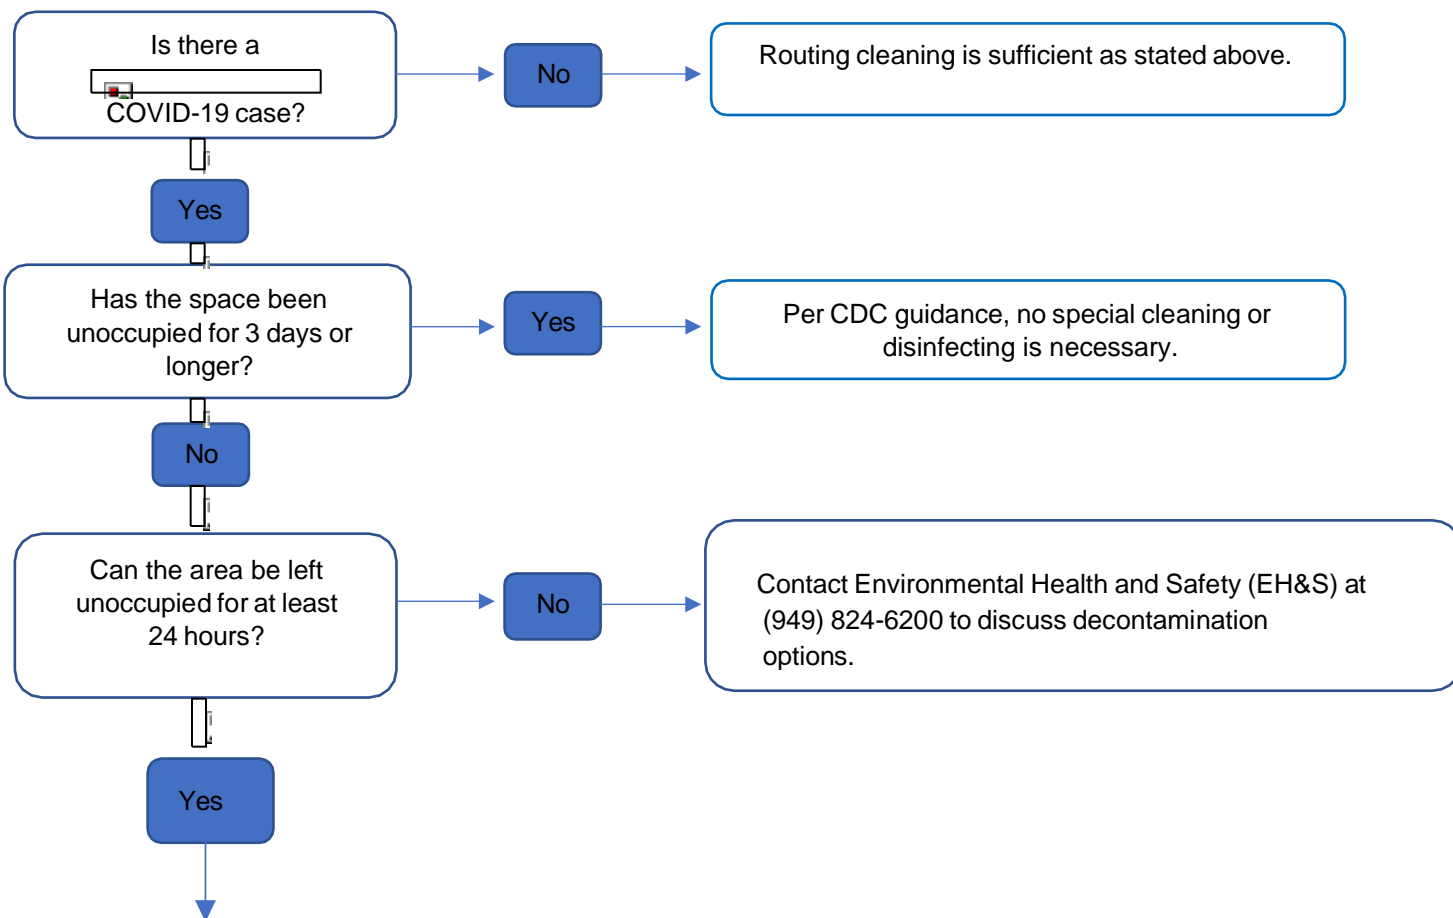 Is there a
COVID-19 case?
No
Routing cleaning is sufficient as stated above.
Yes
Has the space been
unoccupied for 3 days or
longer?
Yes
Per CDC guidance, no special cleaning or
disinfecting is necessary.
No
Can the area be left
unoccupied for at least
24 hours?
No
Contact Environmental Health and Safety (EH&S) at
(949) 824-6200 to discuss decontamination
options.
Yes